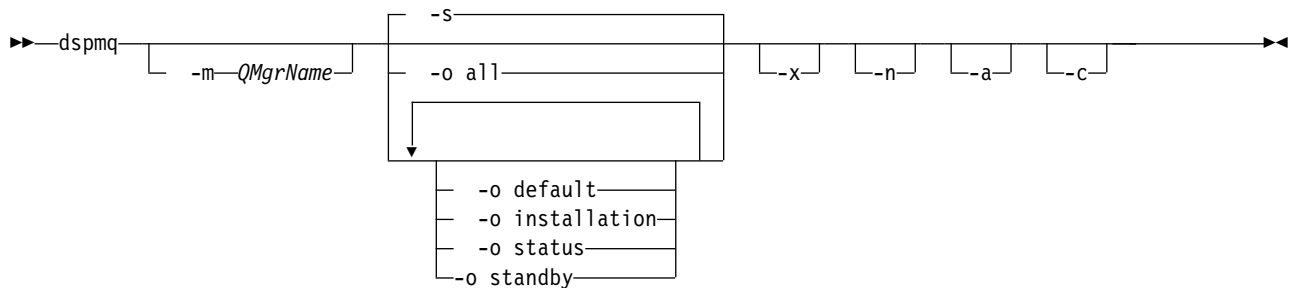 -s
dspmq -m QMgrName -o all -x -n -a -c
-o default
-o installation
-o status
-o standby